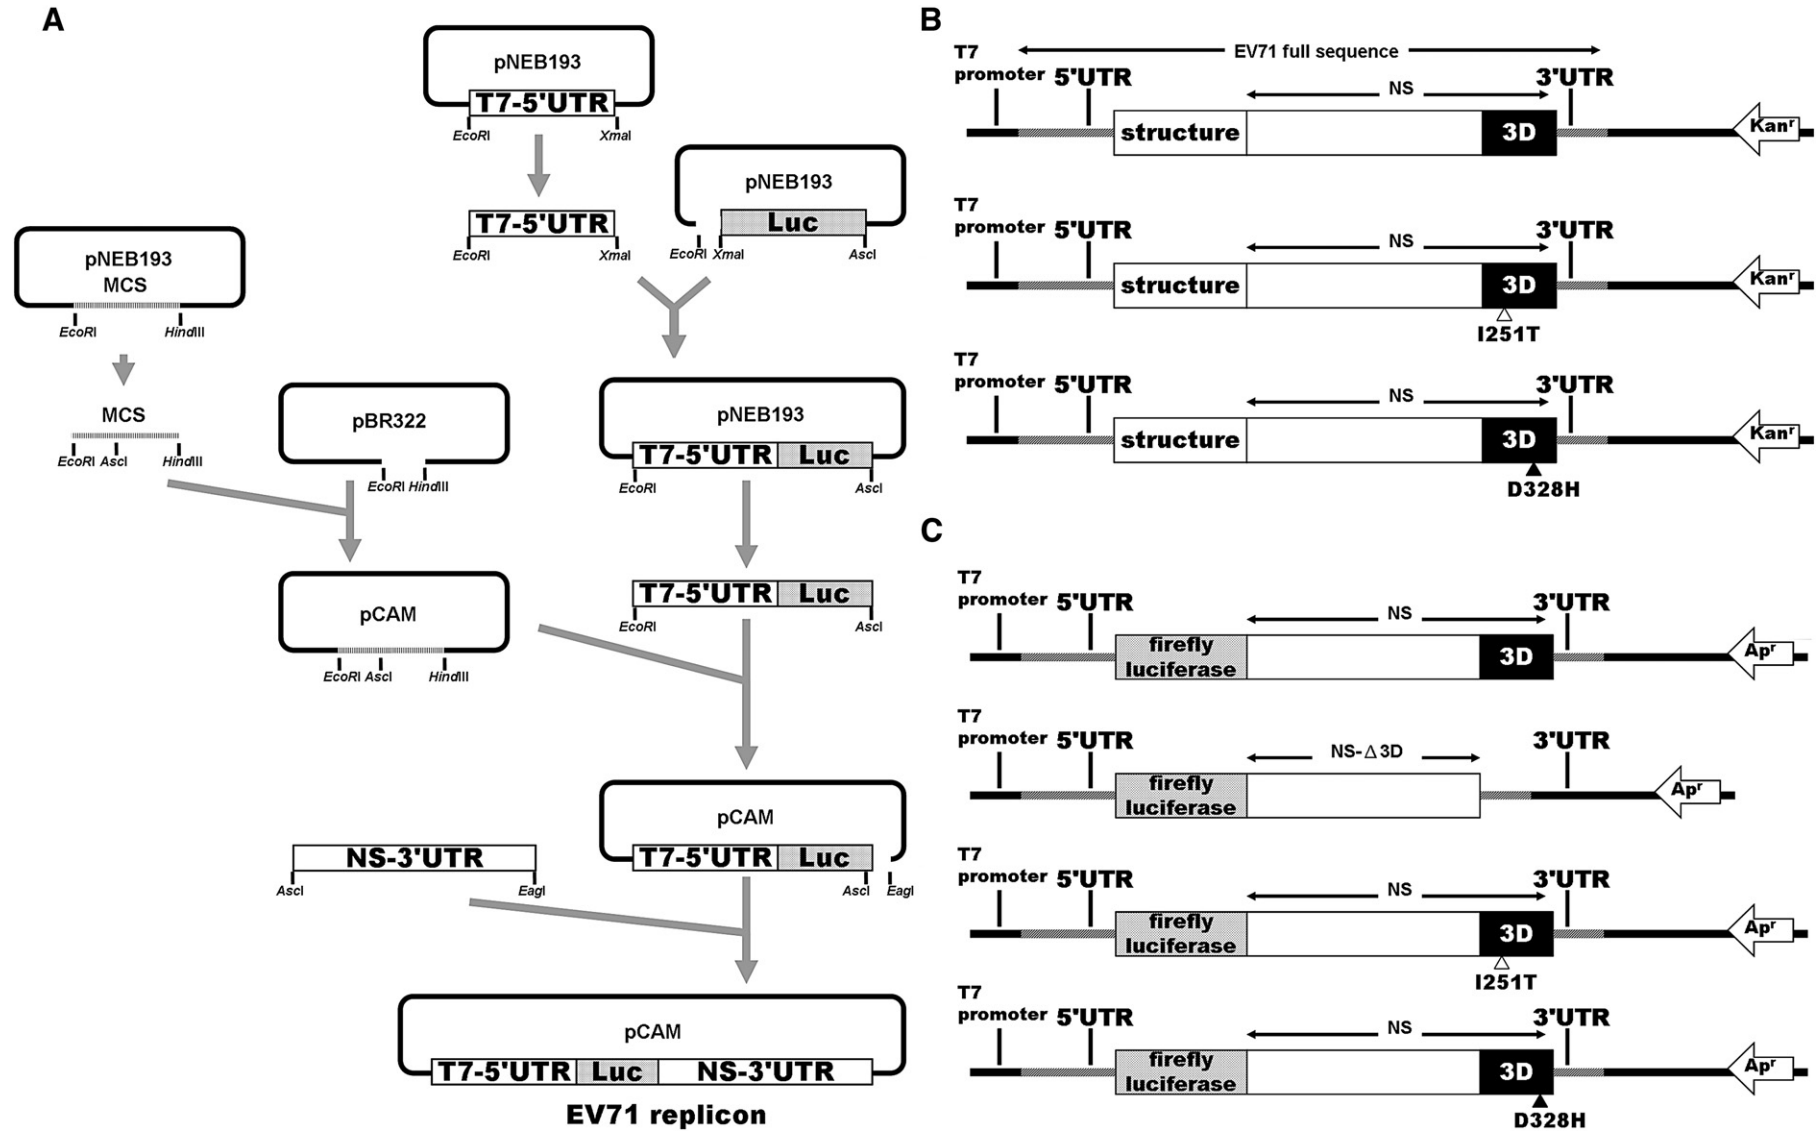 A
pNEB193
T7-5'UTR
EcoRI XmaI
T7-5'UTR
EcoRI XmaI
pNEB193
Luc
EcoRI XmaI AscI
pNEB193
MCS
EcoRI HindIII
MCS
EcoRI AscI HindIII
pBR322
EcoRI HindIII
pNEB193
T7-5'UTR Luc
EcoRI AscI
pCAM
EcoRI AscI HindIII
T7-5'UTR Luc
EcoRI AscI
pCAM
T7-5'UTR Luc
AscI EagI
NS-3'UTR
AscI EagI
pCAM
T7-5'UTR Luc NS-3'UTR
EV71 replicon
B
EV71 full sequence
T7
promoter 5'UTR NS 3'UTR
structure 3D Kanr
T7
promoter 5'UTR NS 3'UTR
structure 3D Kanr
I251T
T7
promoter 5'UTR NS 3'UTR
structure 3D Kanr
D328H
C
T7
promoter 5'UTR NS 3'UTR
firefly
luciferase 3D Apr
T7
promoter 5'UTR NS-Δ3D 3'UTR
firefly
luciferase Apr
T7
promoter 5'UTR NS 3'UTR
firefly
luciferase 3D Apr
I251T
T7
promoter 5'UTR NS 3'UTR
firefly
luciferase 3D Apr
D328H